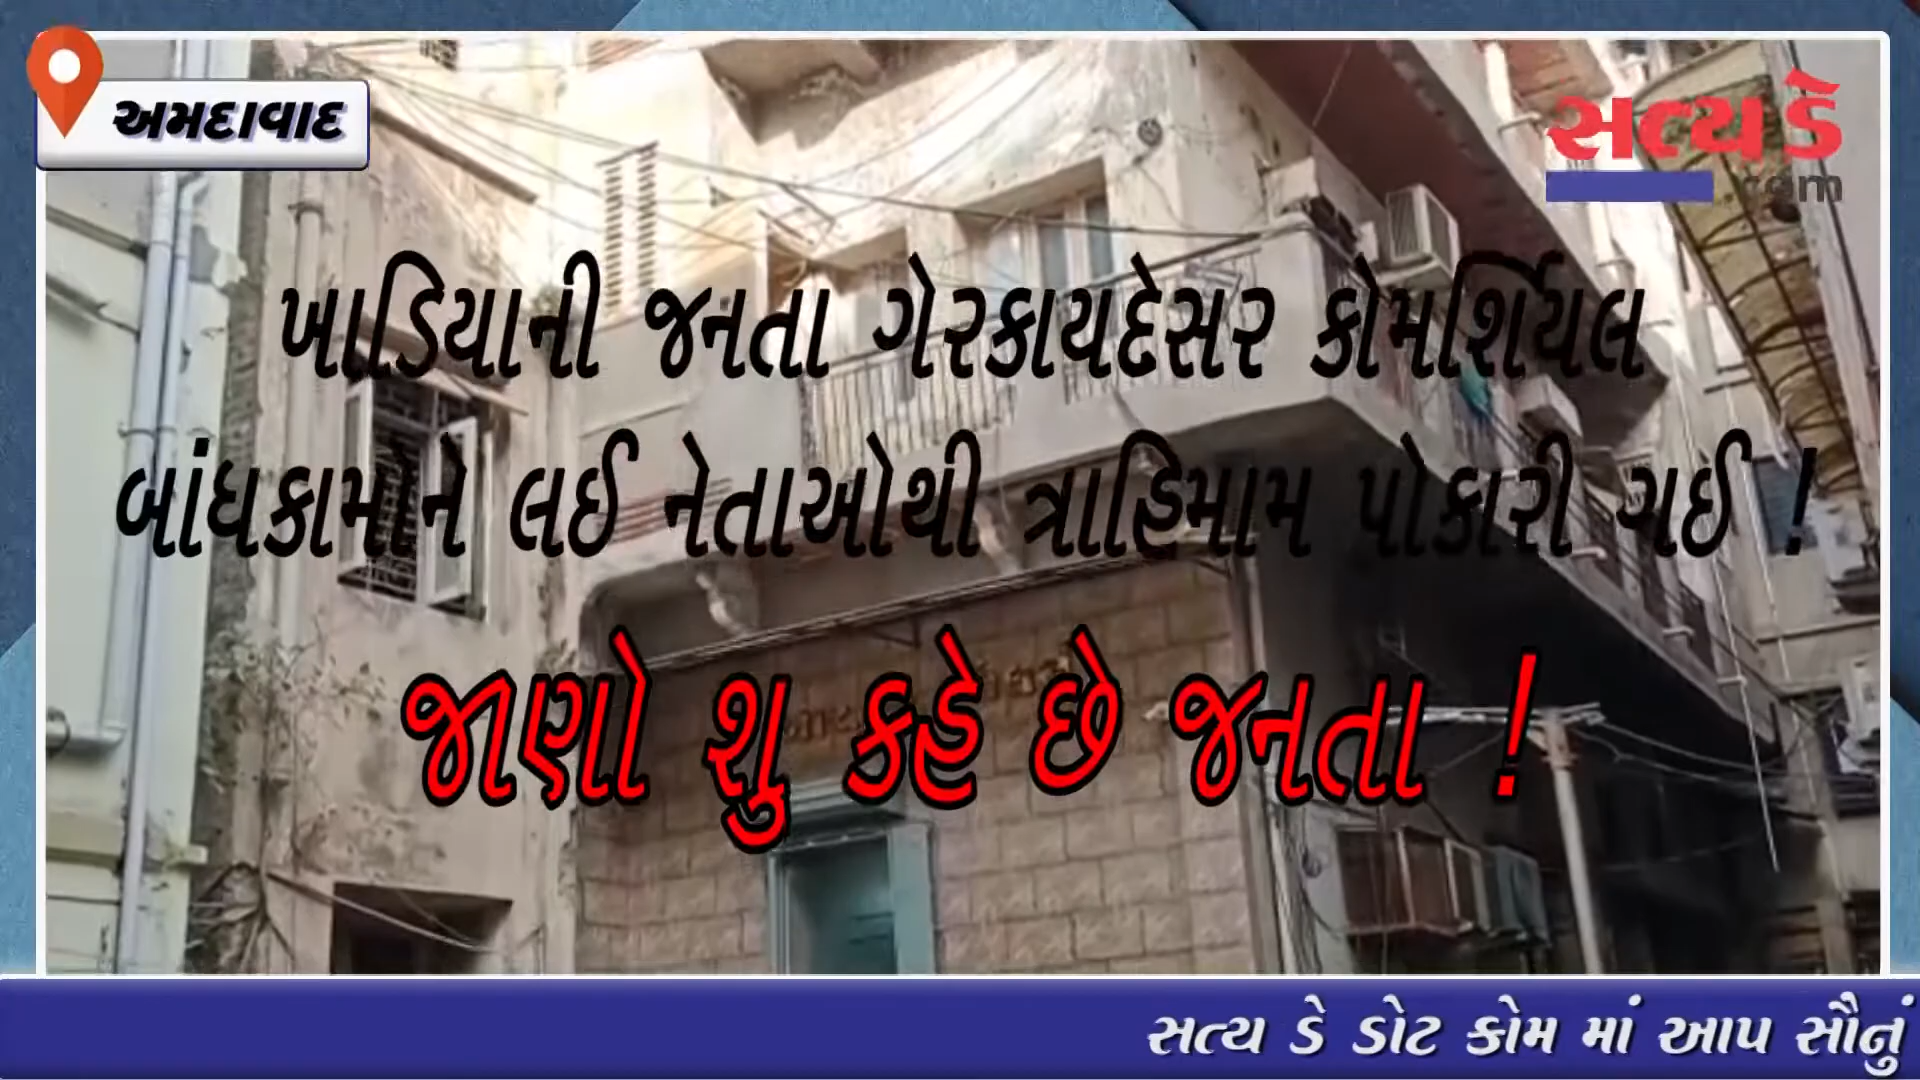 અમદાવાદ
સત્ય ડે
.com
ખાડિયાની જનતા ગેરકાયદેસર કોમર્શિયલ
બાંધકામોને લઈ નેતાઓથી ત્રાહિમામ પોકારી ગઈ !
જાણો શુ કહે છે જનતા !
સત્ય ડે ડોટ કોમ માં આપ સૌનું